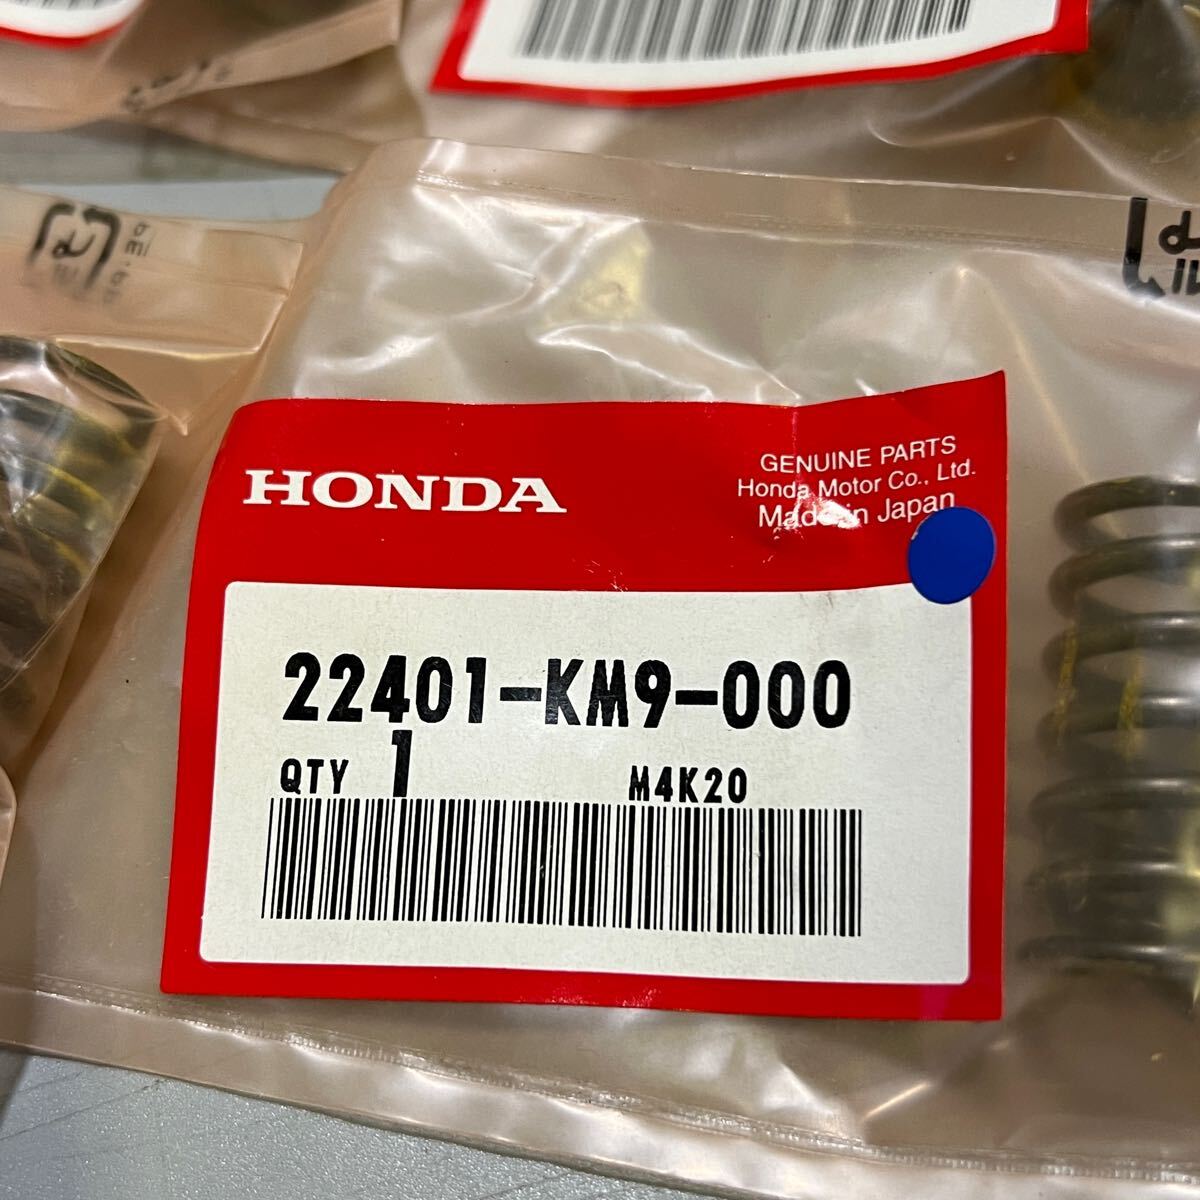 HONDA
GENUINE PARTS
Honda Motor Co., Ltd.
Made in Japan
22401-KM9-000
QTY 1 M4K20